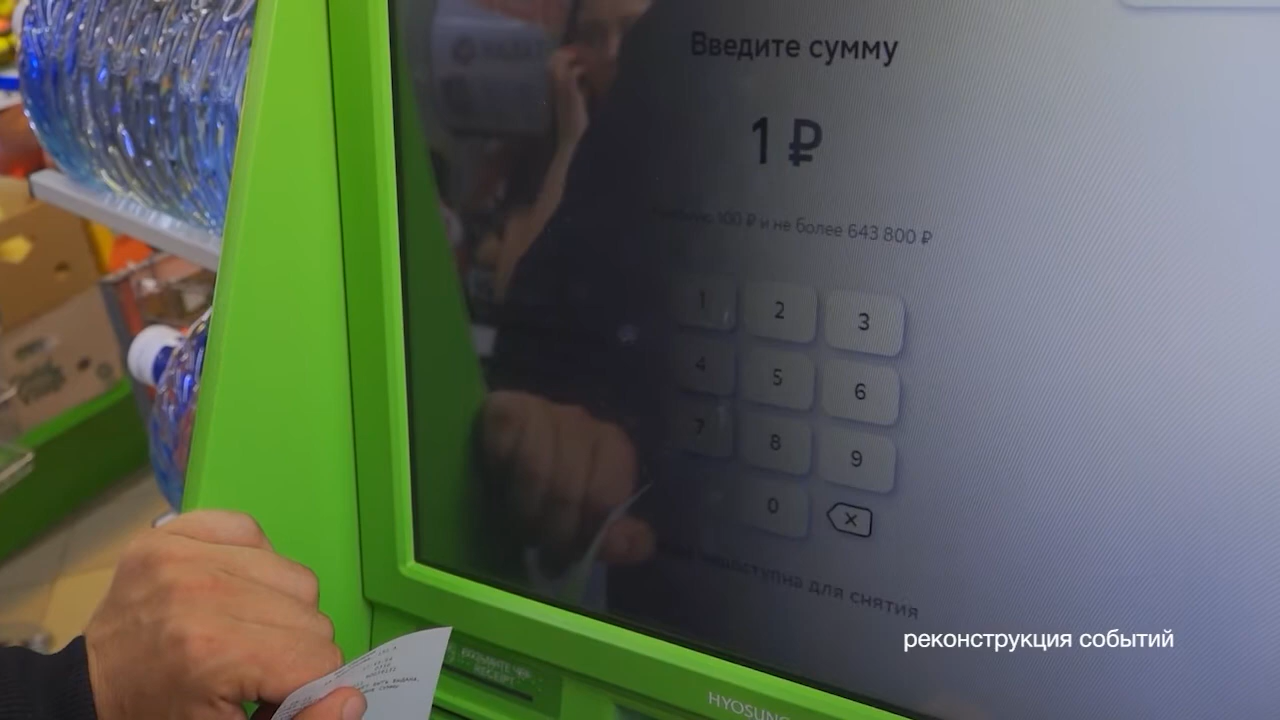 Введите сумму
1 ₽
100 ₽ и не более 643 800 ₽
1 2 3
4 5 6
7 8 9
0
для снятия
реконструкция событий
HYOSUNG